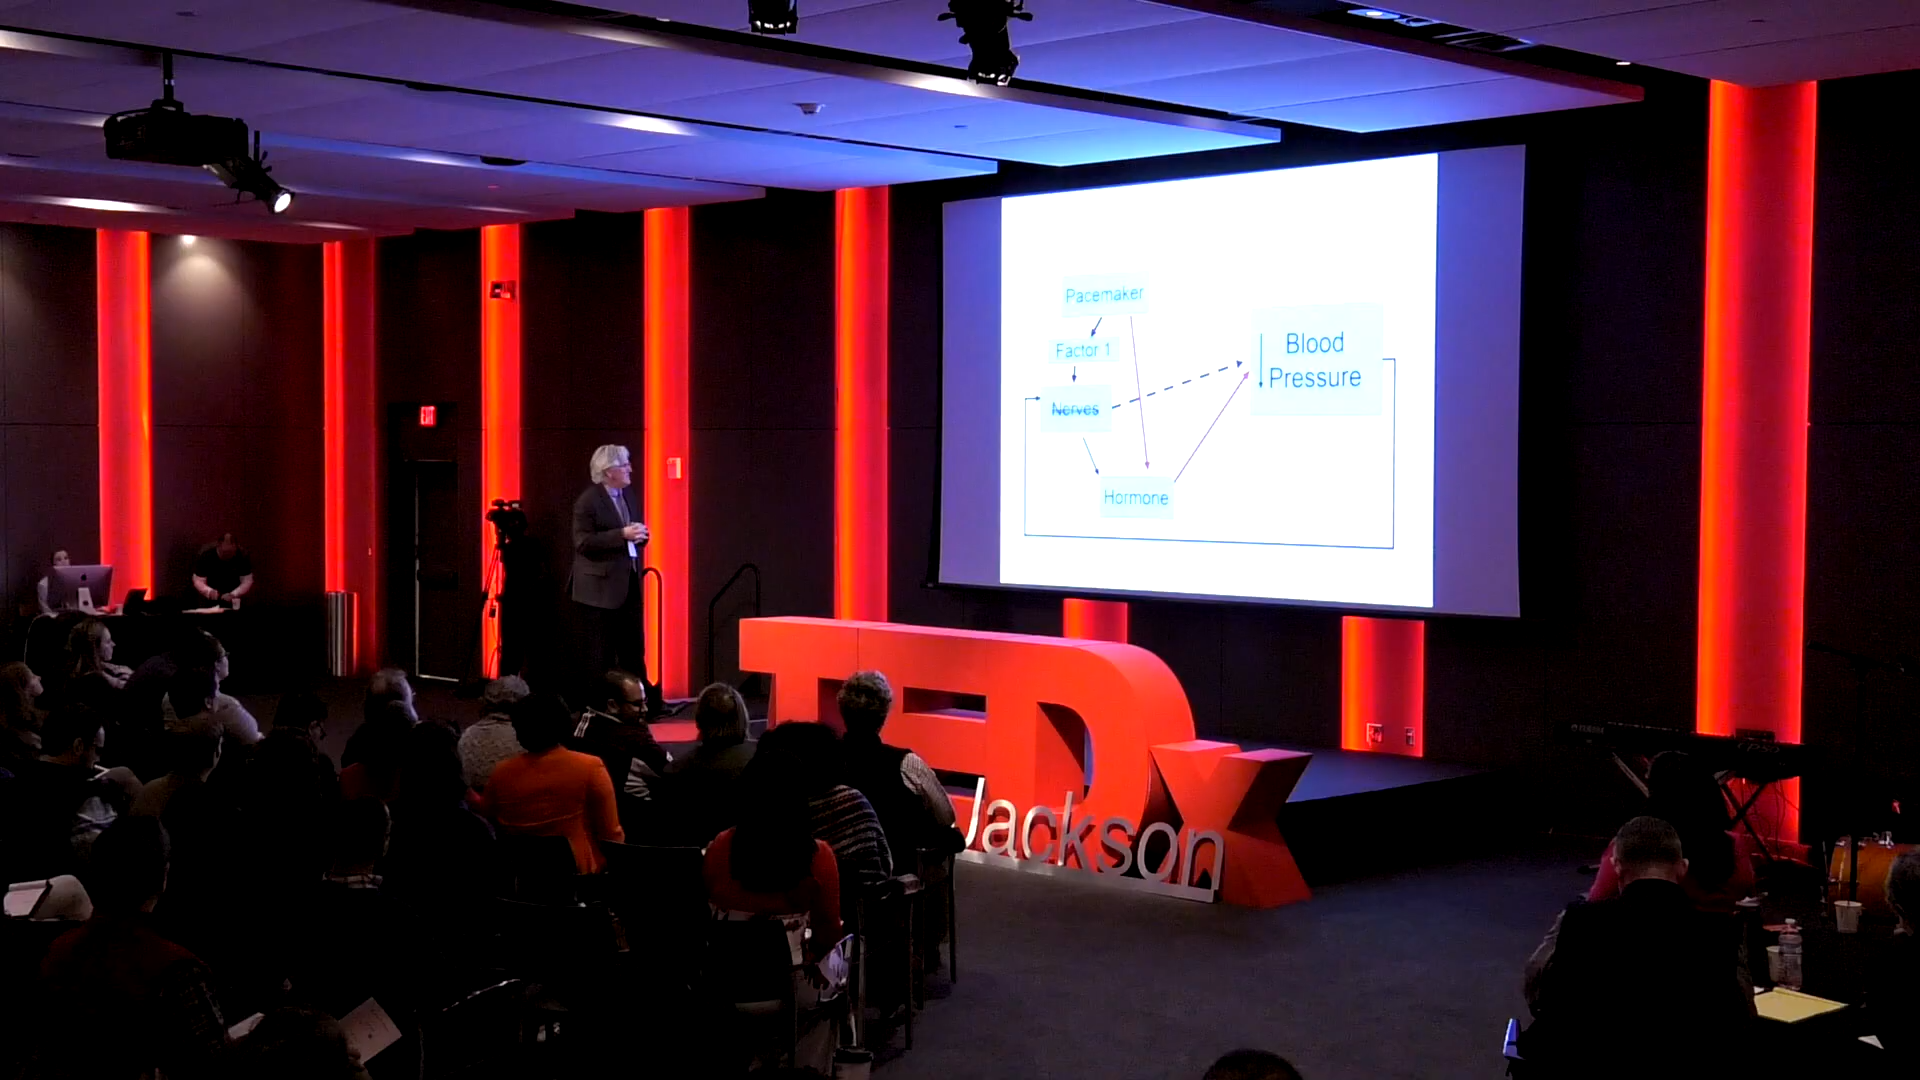 Pacemaker
Factor 1
Nerves
Hormone
Blood
Pressure
TEDx
Jackson